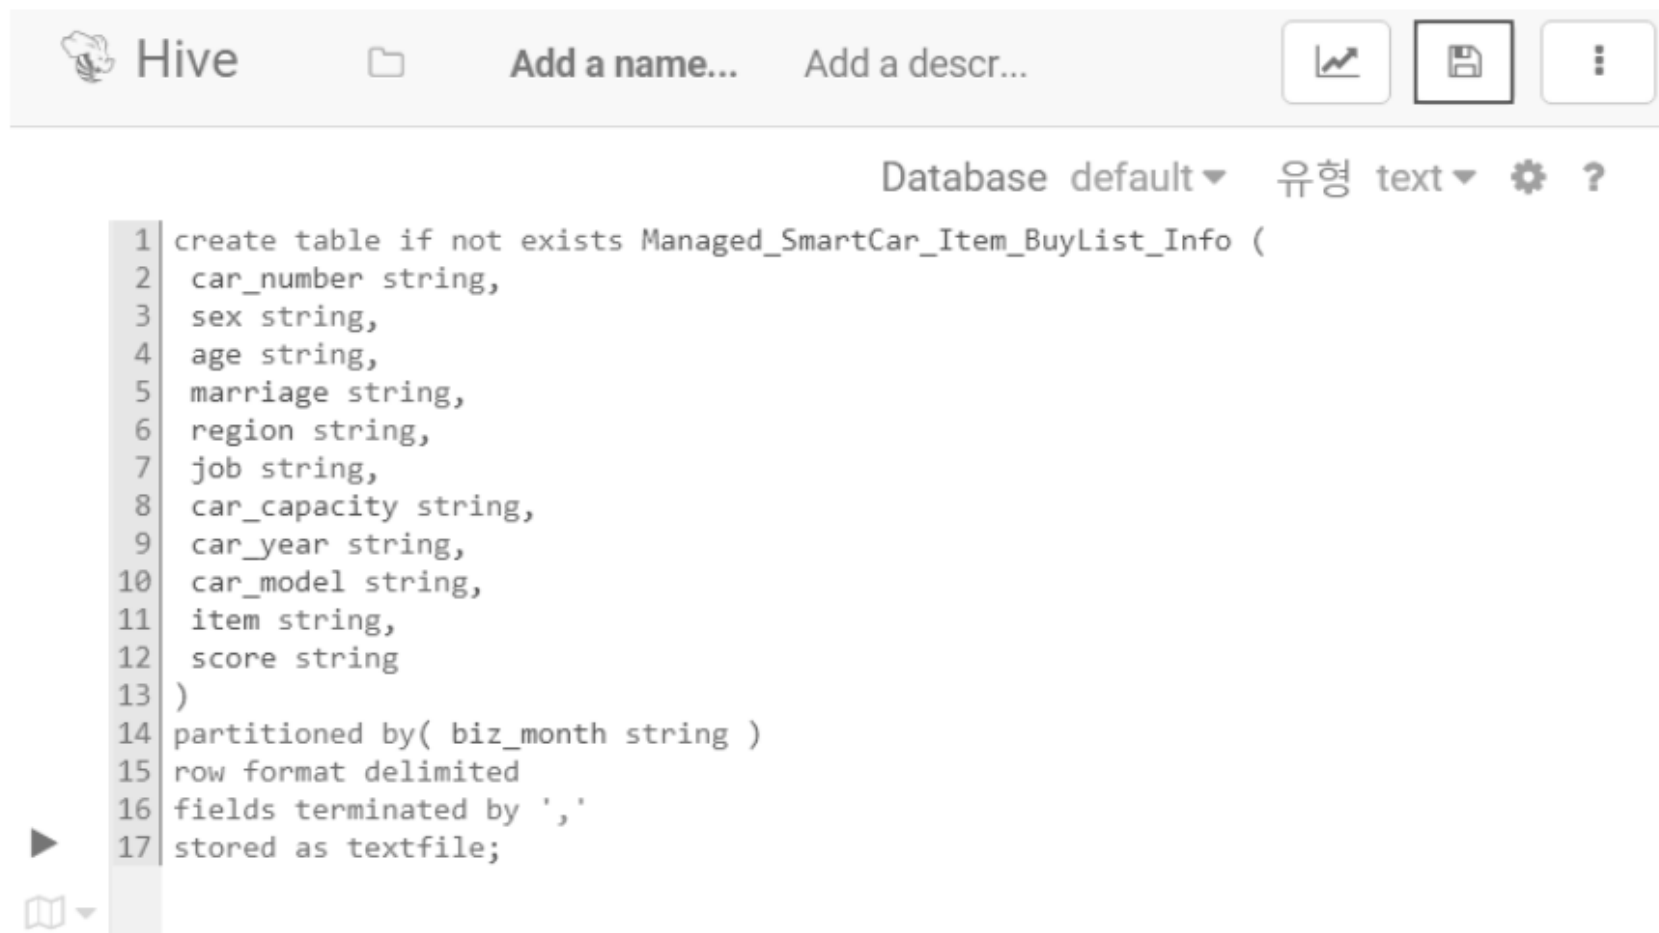 Hive Add a name... Add a descr...
Database default 유형 text ?
1 create table if not exists Managed_SmartCar_Item_BuyList_Info (
2 car_number string,
3 sex string,
4 age string,
5 marriage string,
6 region string,
7 job string,
8 car_capacity string,
9 car_year string,
10 car_model string,
11 item string,
12 score string
13 )
14 partitioned by( biz_month string )
15 row format delimited
16 fields terminated by ','
17 stored as textfile;